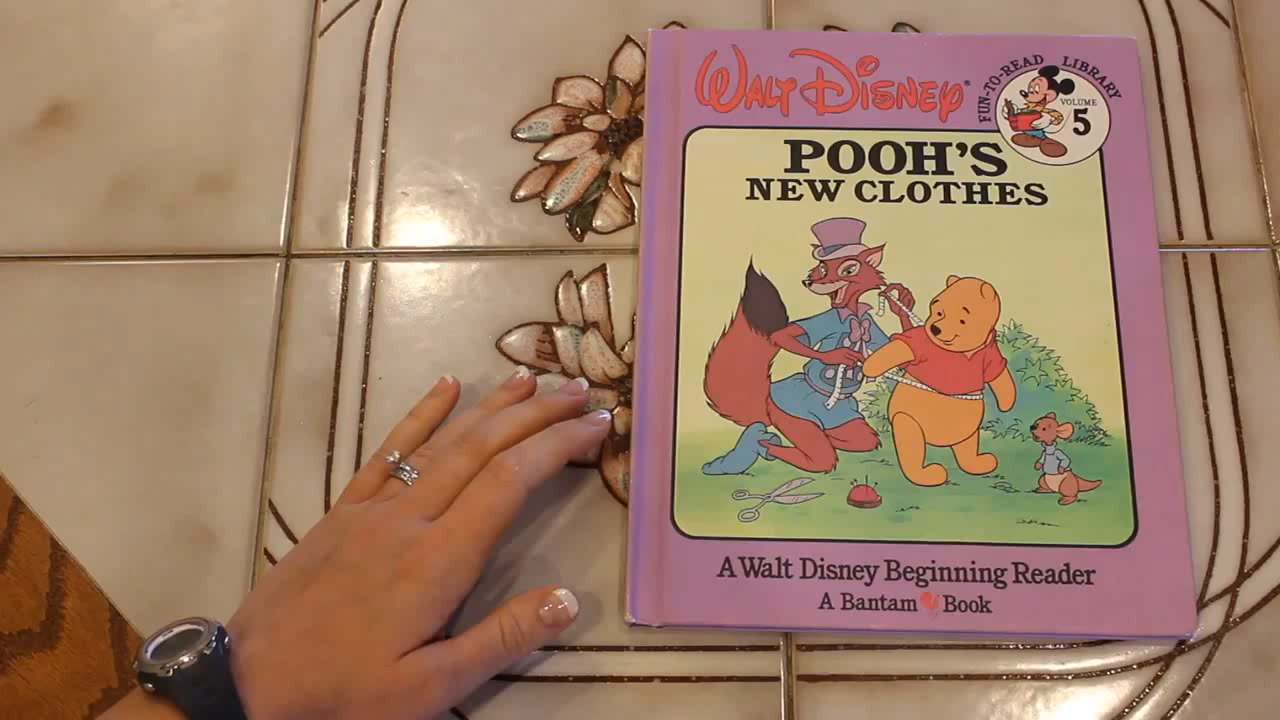 WALT DISNEY®
FUN-TO-READ LIBRARY
VOLUME
5
POOH'S
NEW CLOTHES
A Walt Disney Beginning Reader
A Bantam Book